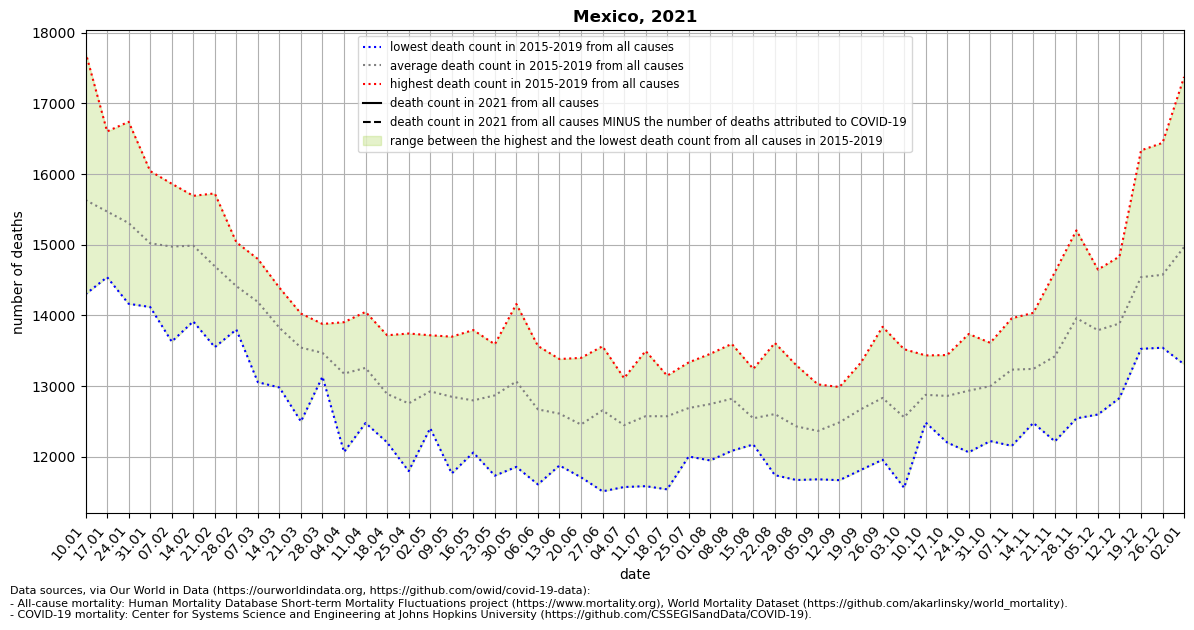 Mexico, 2021
18000
17000
16000
15000
14000
13000
12000
number of deaths
lowest death count in 2015-2019 from all causes
average death count in 2015-2019 from all causes
highest death count in 2015-2019 from all causes
death count in 2021 from all causes
death count in 2021 from all causes MINUS the number of deaths attributed to COVID-19
range between the highest and the lowest death count from all causes in 2015-2019
10.01 17.01 24.01 31.01 07.02 14.02 21.02 28.02 07.03 14.03 21.03 28.03 04.04 11.04 18.04 25.04 02.05 09.05 16.05 23.05 30.05 06.06 13.06 20.06 27.06 04.07 11.07 18.07 25.07 01.08 08.08 15.08 22.08 29.08 05.09 12.09 19.09 26.09 03.10 10.10 17.10 24.10 31.10 07.11 14.11 21.11 28.11 05.12 12.12 19.12 26.12 02.01
date
Data sources, via Our World in Data (https://ourworldindata.org, https://github.com/owid/covid-19-data):
- All-cause mortality: Human Mortality Database Short-term Mortality Fluctuations project (https://www.mortality.org), World Mortality Dataset (https://github.com/akarlinsky/world_mortality).
- COVID-19 mortality: Center for Systems Science and Engineering at Johns Hopkins University (https://github.com/CSSEGISandData/COVID-19).